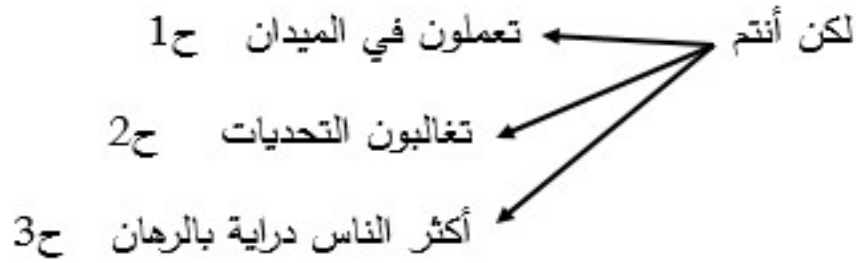 لكن أنتم تعملون في الميدان ح1
تغالبون التحديات ح2
أكثر الناس دراية بالرهان ح3